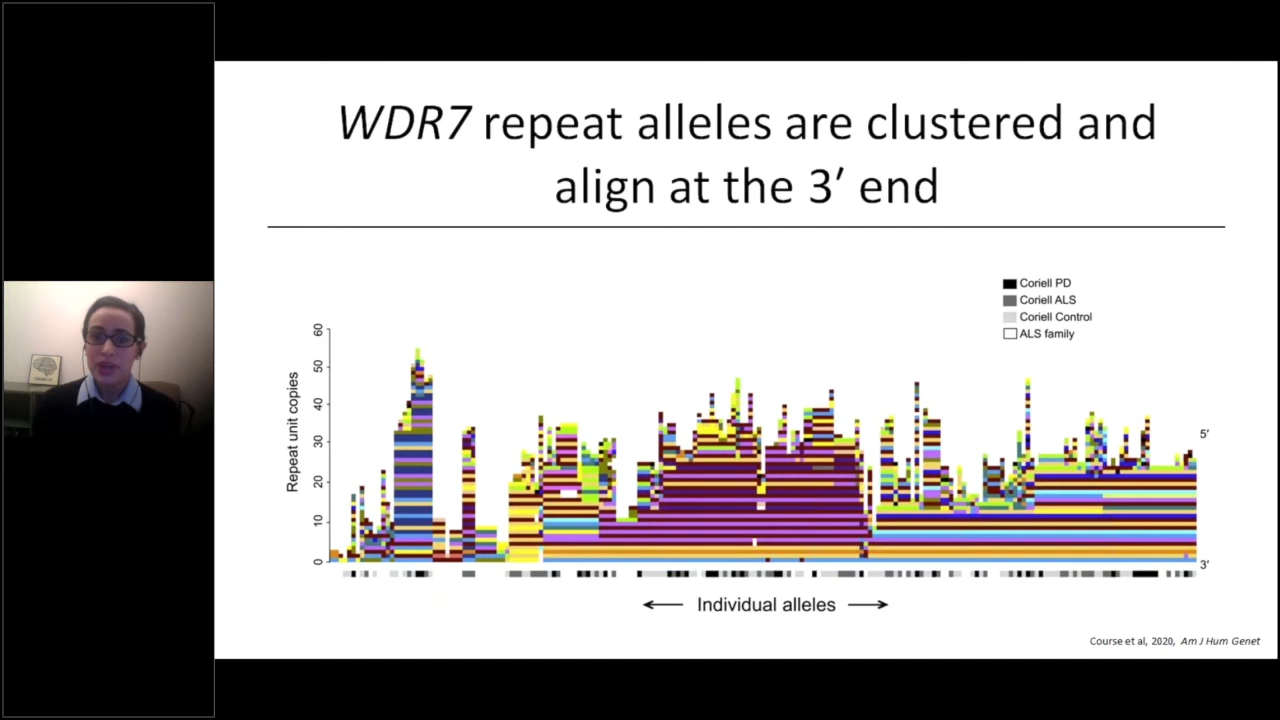 WDR7 repeat alleles are clustered and
align at the 3′ end
Coriell PD
Coriell ALS
Coriell Control
ALS family
Repeat unit copies
60
50
40
30
20
10
0
5′
3′
Individual alleles
Course et al, 2020, Am J Hum Genet